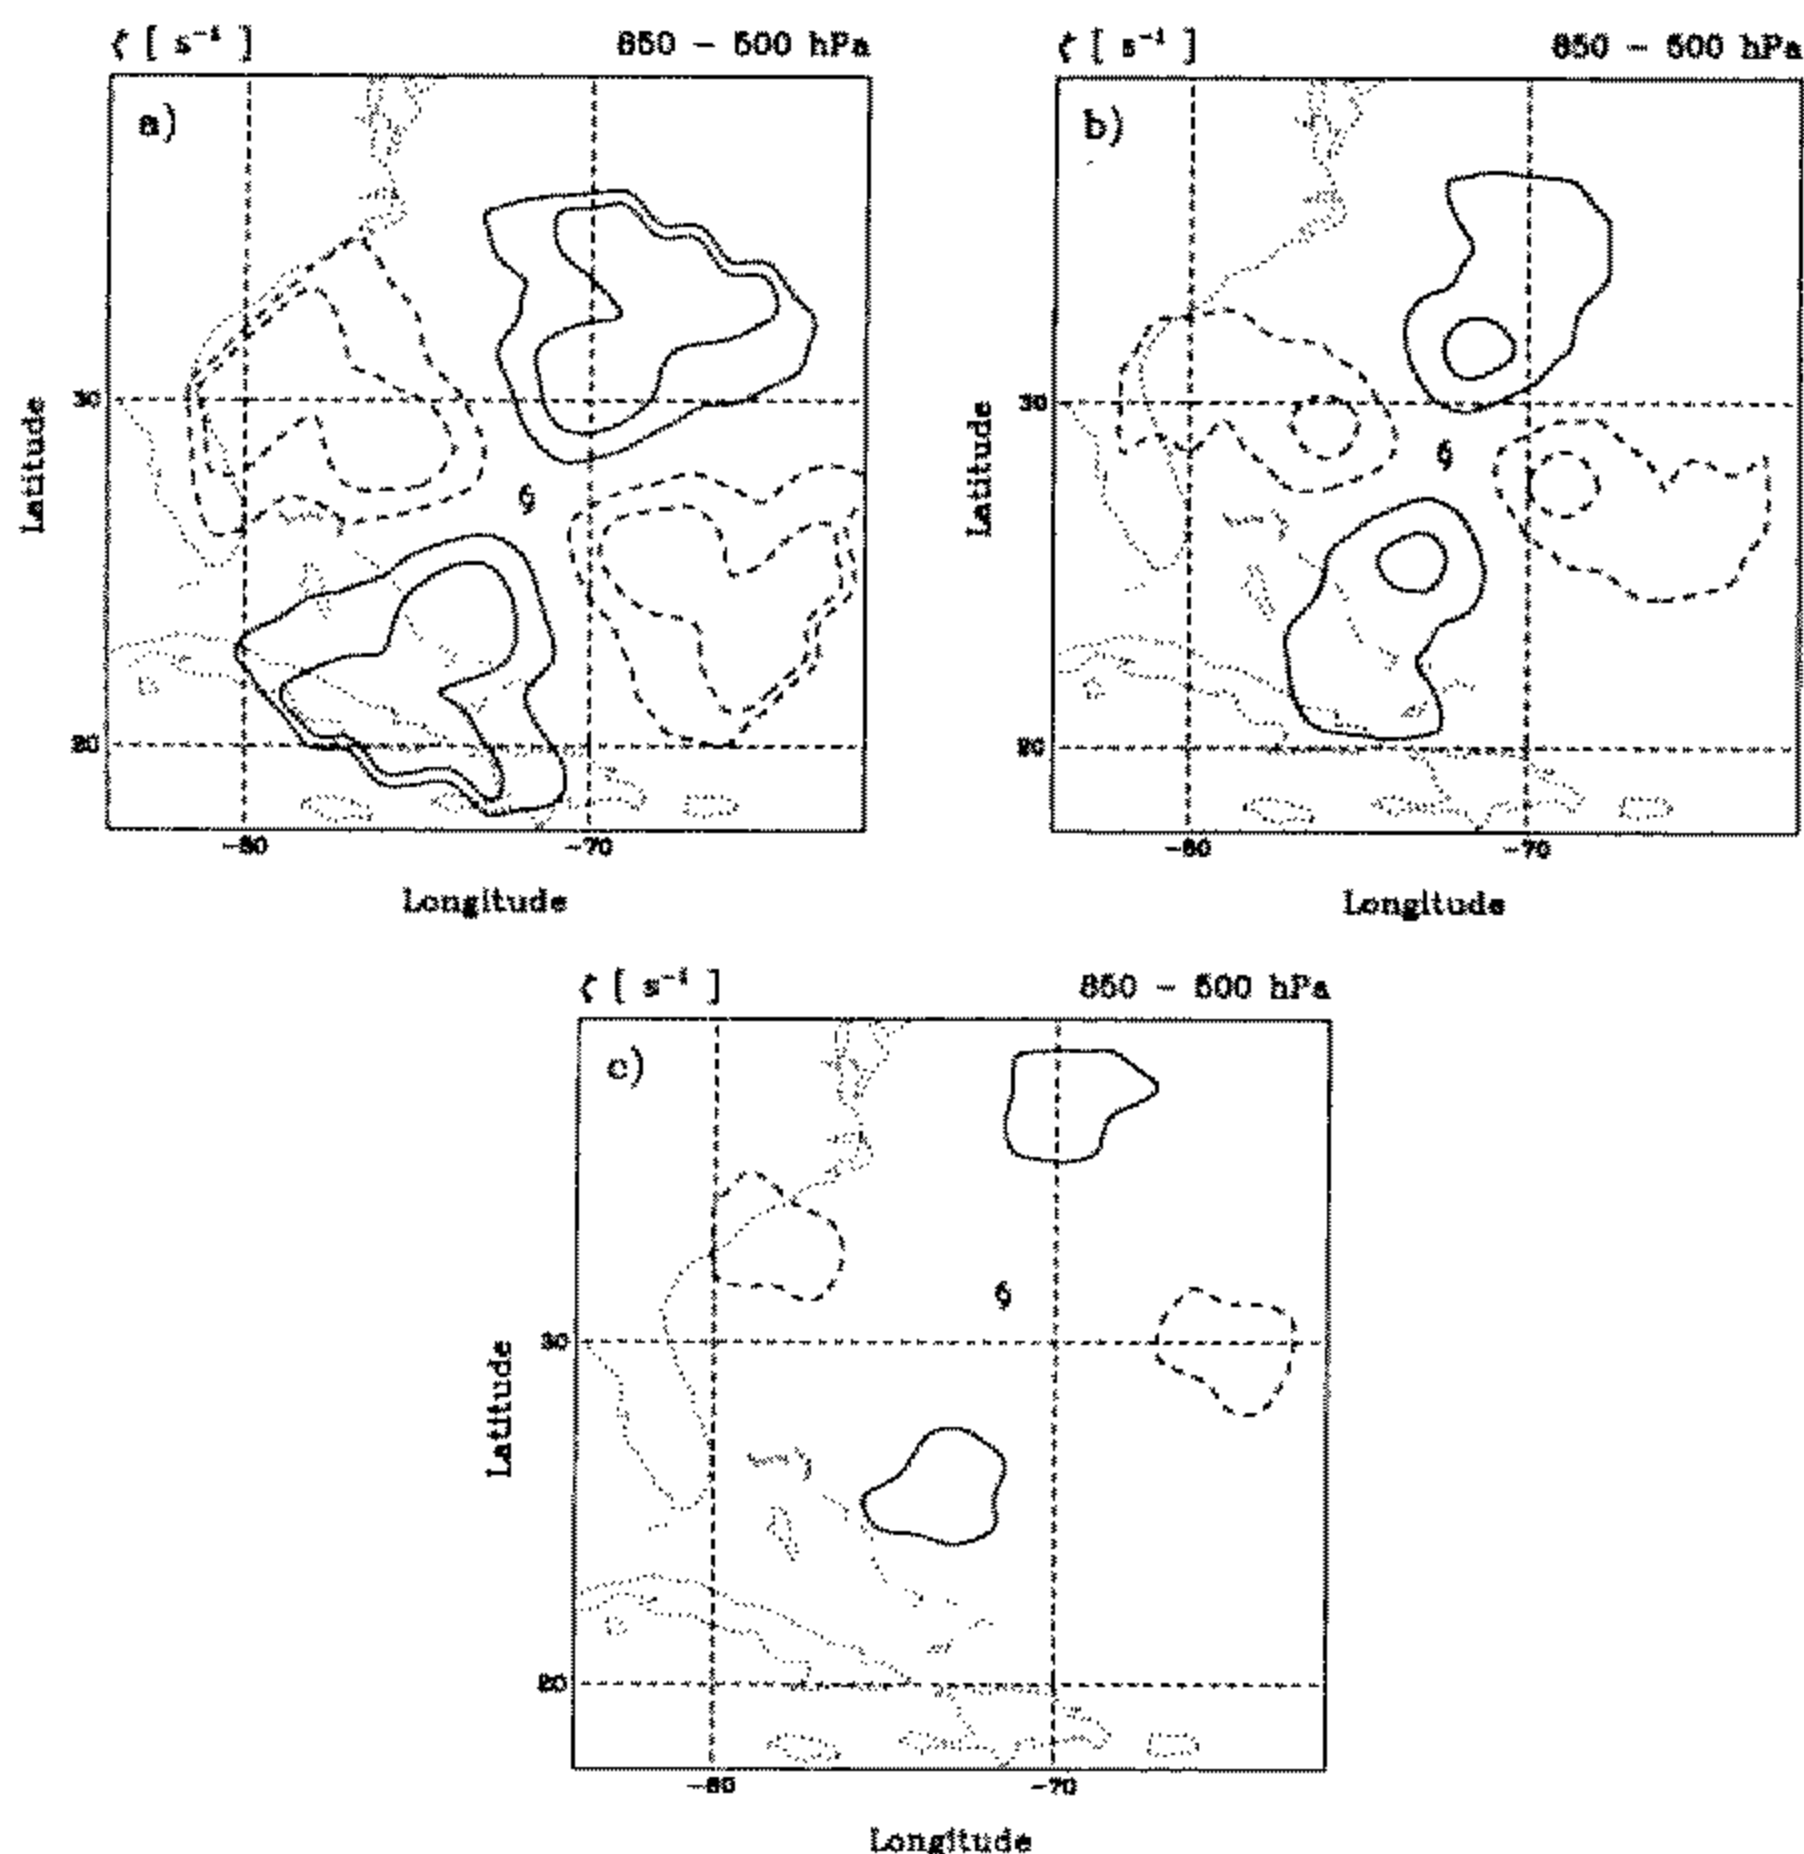 ζ [ s⁻¹ ] 850 – 500 hPa
a)
30
20
Latitude
-80 -70
Longitude
ζ [ s⁻¹ ] 850 – 500 hPa
b)
30
20
Latitude
-80 -70
Longitude
ζ [ s⁻¹ ] 850 – 500 hPa
c)
30
20
Latitude
-80 -70
Longitude